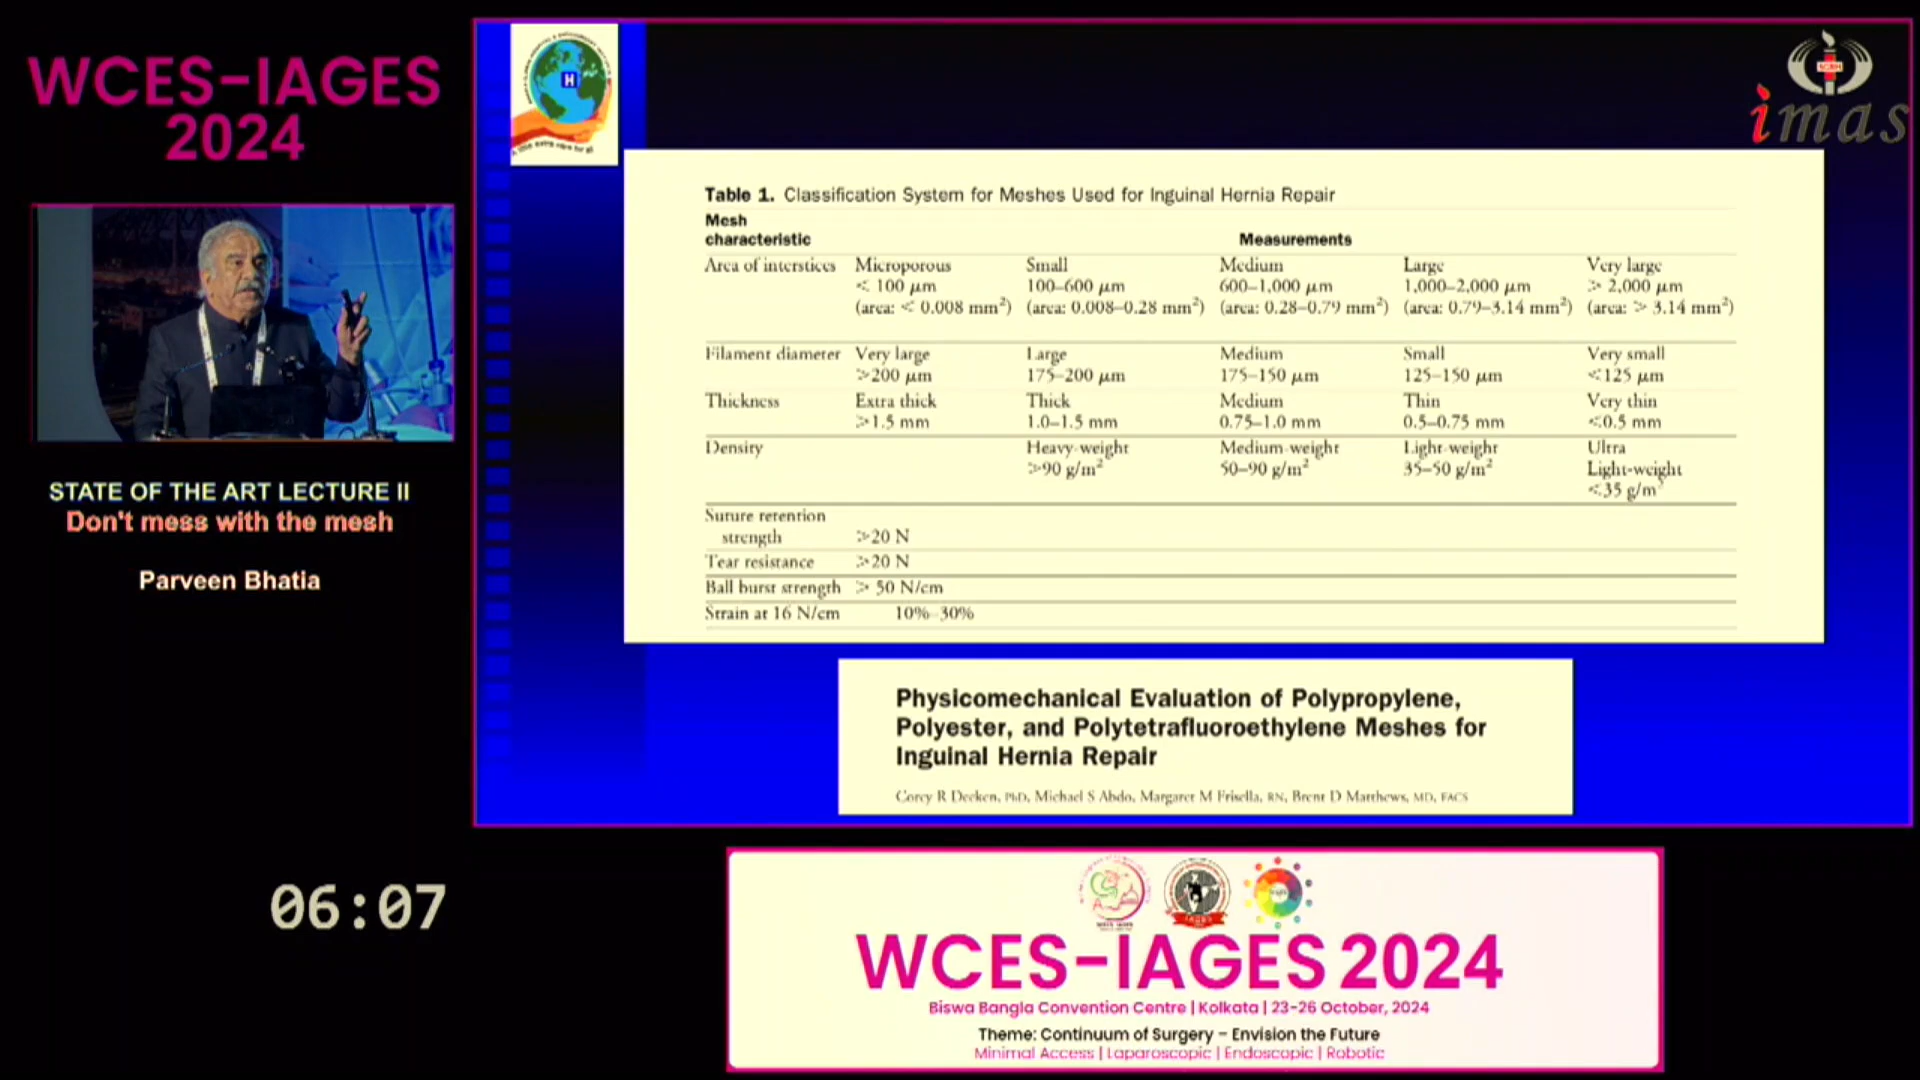 WCES-IAGES
2024
STATE OF THE ART LECTURE II
Don't mess with the mesh
Parveen Bhatia
06:07
H
imas
Table 1. Classification System for Meshes Used for Inguinal Hernia Repair
Mesh
characteristic Measurements
Area of interstices Microporous Small Medium Large Very large
< 100 μm 100–600 μm 600–1,000 μm 1,000–2,000 μm > 2,000 μm
(area: < 0.008 mm²) (area: 0.008–0.28 mm²) (area: 0.28–0.79 mm²) (area: 0.79–3.14 mm²) (area: > 3.14 mm²)
Filament diameter Very large Large Medium Small Very small
>200 μm 175–200 μm 175–150 μm 125–150 μm <125 μm
Thickness Extra thick Thick Medium Thin Very thin
>1.5 mm 1.0–1.5 mm 0.75–1.0 mm 0.5–0.75 mm <0.5 mm
Density Heavy-weight Medium-weight Light-weight Ultra
>90 g/m² 50–90 g/m² 35–50 g/m² Light-weight
<35 g/m²
Suture retention
strength >20 N
Tear resistance >20 N
Ball burst strength > 50 N/cm
Strain at 16 N/cm 10%–30%
Physicomechanical Evaluation of Polypropylene,
Polyester, and Polytetrafluoroethylene Meshes for
Inguinal Hernia Repair
Corey R Deeken, PhD, Michael S Abdo, Margaret M Frisella, RN, Brent D Matthews, MD, FACS
WCES-IAGES 2024
Biswa Bangla Convention Centre | Kolkata | 23-26 October, 2024
Theme: Continuum of Surgery – Envision the Future
Minimal Access | Laparoscopic | Endoscopic | Robotic